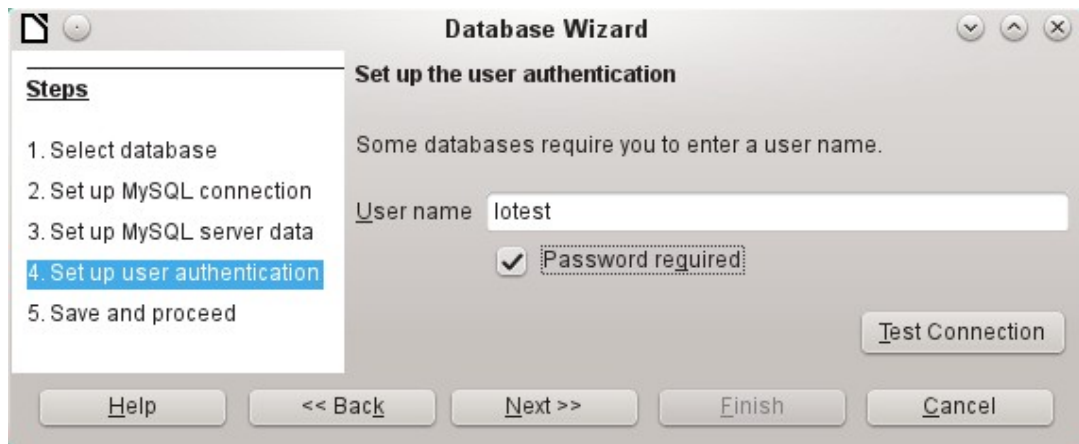 Database Wizard
Steps
1. Select database
2. Set up MySQL connection
3. Set up MySQL server data
4. Set up user authentication
5. Save and proceed
Set up the user authentication
Some databases require you to enter a user name.
User name lotest
Password required
Test Connection
Help << Back Next >> Finish Cancel